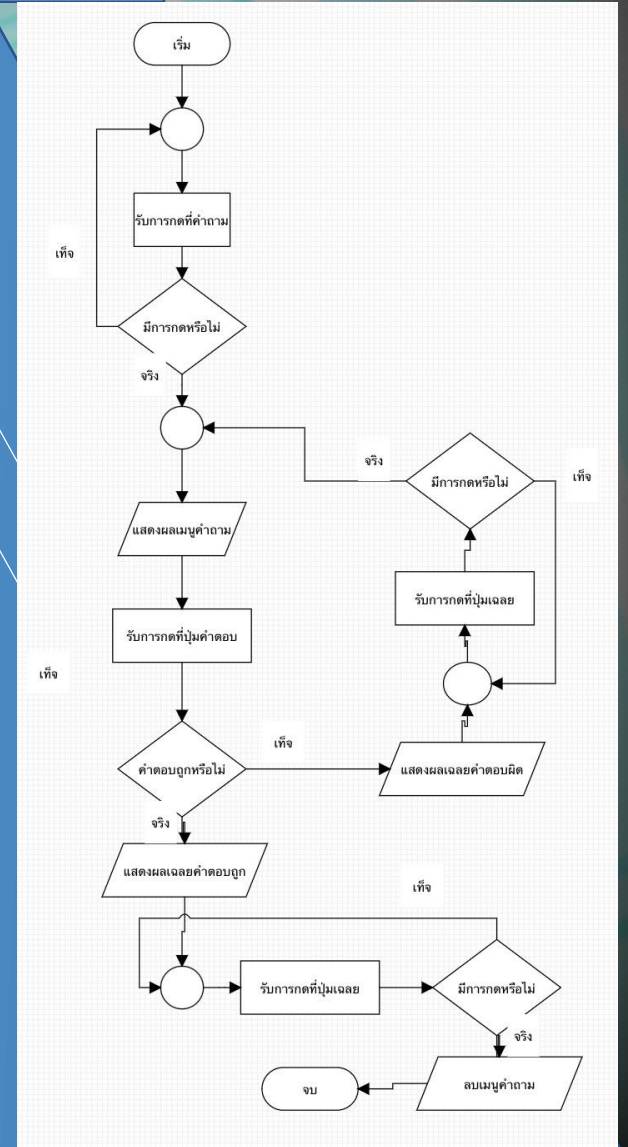 เริ่ม
รับการกดที่คำถาม
เท็จ
มีการกดหรือไม่
จริง
แสดงผลเมนูคำถาม
รับการกดที่ปุ่มคำตอบ
เท็จ
คำตอบถูกหรือไม่
เท็จ
แสดงผลเฉลยคำตอบผิด
รับการกดที่ปุ่มเฉลย
มีการกดหรือไม่
จริง
เท็จ
จริง
แสดงผลเฉลยคำตอบถูก
เท็จ
รับการกดที่ปุ่มเฉลย
มีการกดหรือไม่
จริง
ลบเมนูคำถาม
จบ